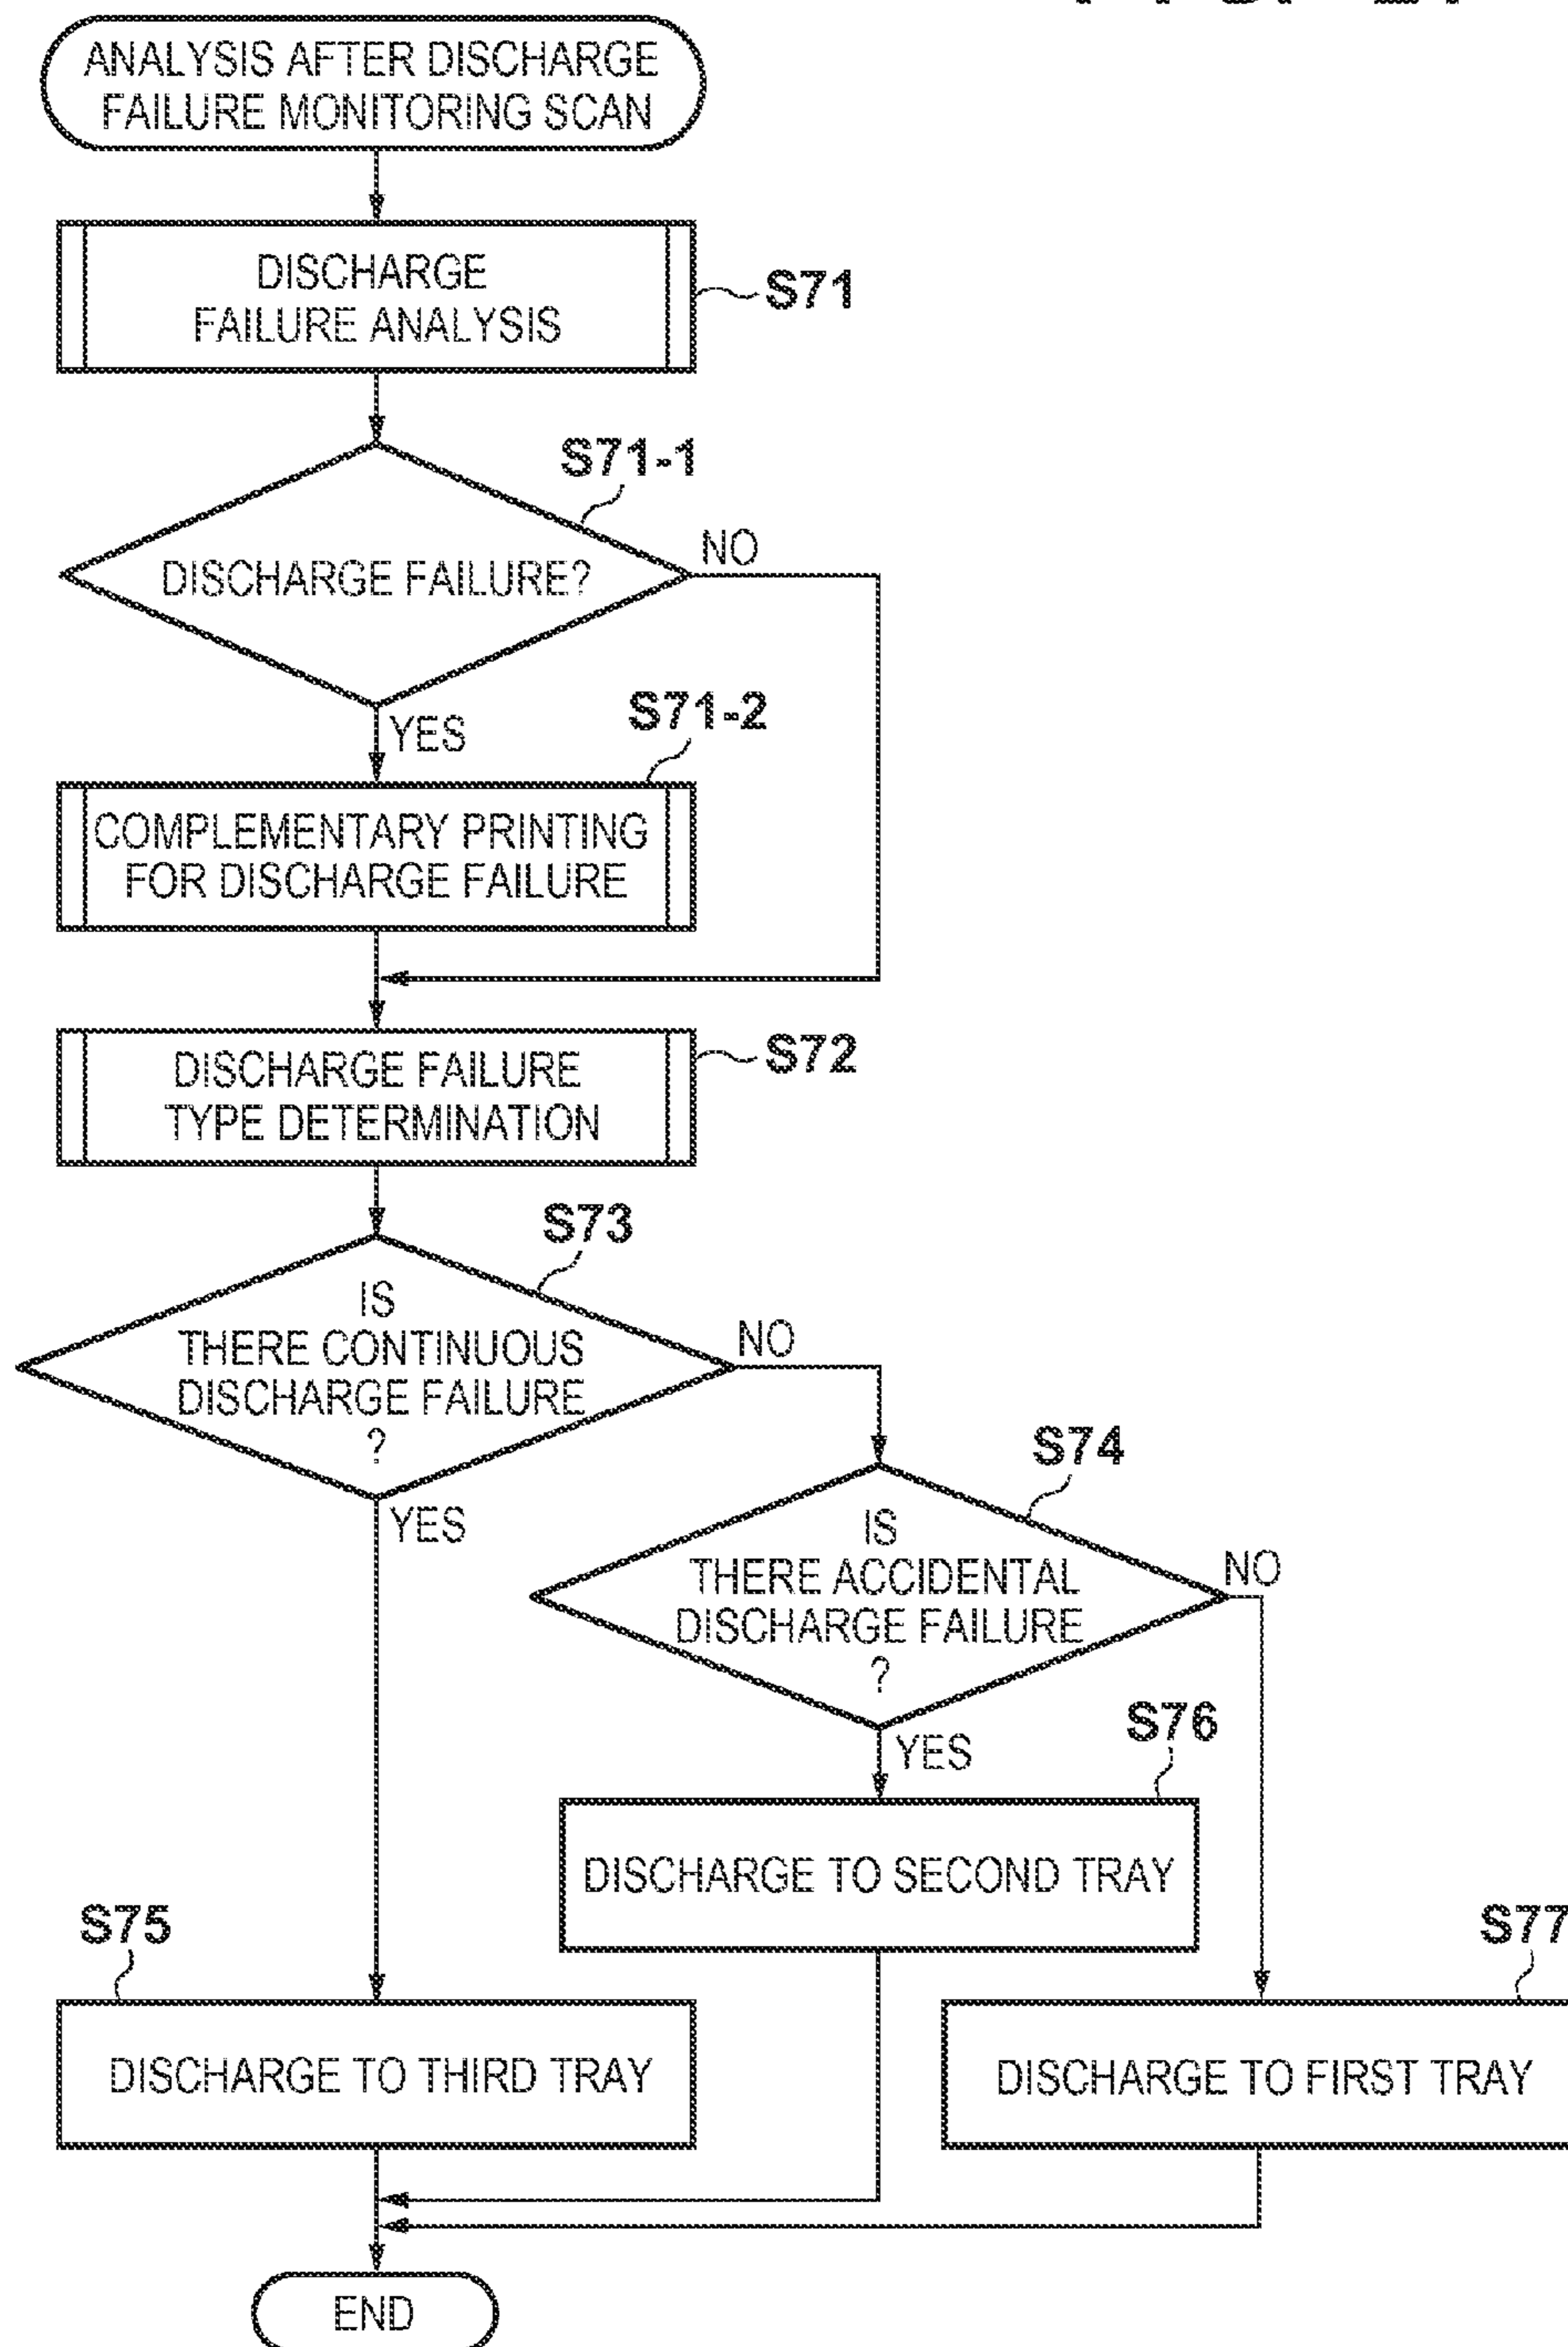 ANALYSIS AFTER DISCHARGE
FAILURE MONITORING SCAN
DISCHARGE
FAILURE ANALYSIS
S71
S71-1
DISCHARGE FAILURE?
NO
YES
S71-2
COMPLEMENTARY PRINTING
FOR DISCHARGE FAILURE
DISCHARGE FAILURE
TYPE DETERMINATION
S72
S73
IS
THERE CONTINUOUS
DISCHARGE FAILURE
?
NO
YES
S74
IS
THERE ACCIDENTAL
DISCHARGE FAILURE
?
NO
YES
S76
DISCHARGE TO SECOND TRAY
S75
DISCHARGE TO THIRD TRAY
S77
DISCHARGE TO FIRST TRAY
END